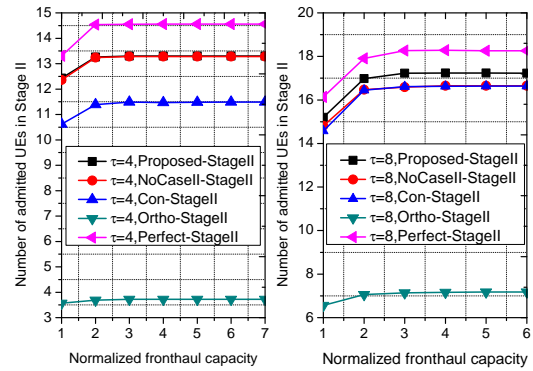 Number of admitted UEs in Stage II
15
14
13
12
11
10
9
8
7
6
5
4
3
τ=4,Proposed-StageII
τ=4,NoCaseII-StageII
τ=4,Con-StageII
τ=4,Ortho-StageII
τ=4,Perfect-StageII
1 2 3 4 5 6 7
Normalized fronthaul capacity
Number of admitted UEs in Stage II
20
18
16
14
12
10
8
6
τ=8,Proposed-StageII
τ=8,NoCaseII-StageII
τ=8,Con-StageII
τ=8,Ortho-StageII
τ=8,Perfect-StageII
1 2 3 4 5 6
Normalized fronthaul capacity